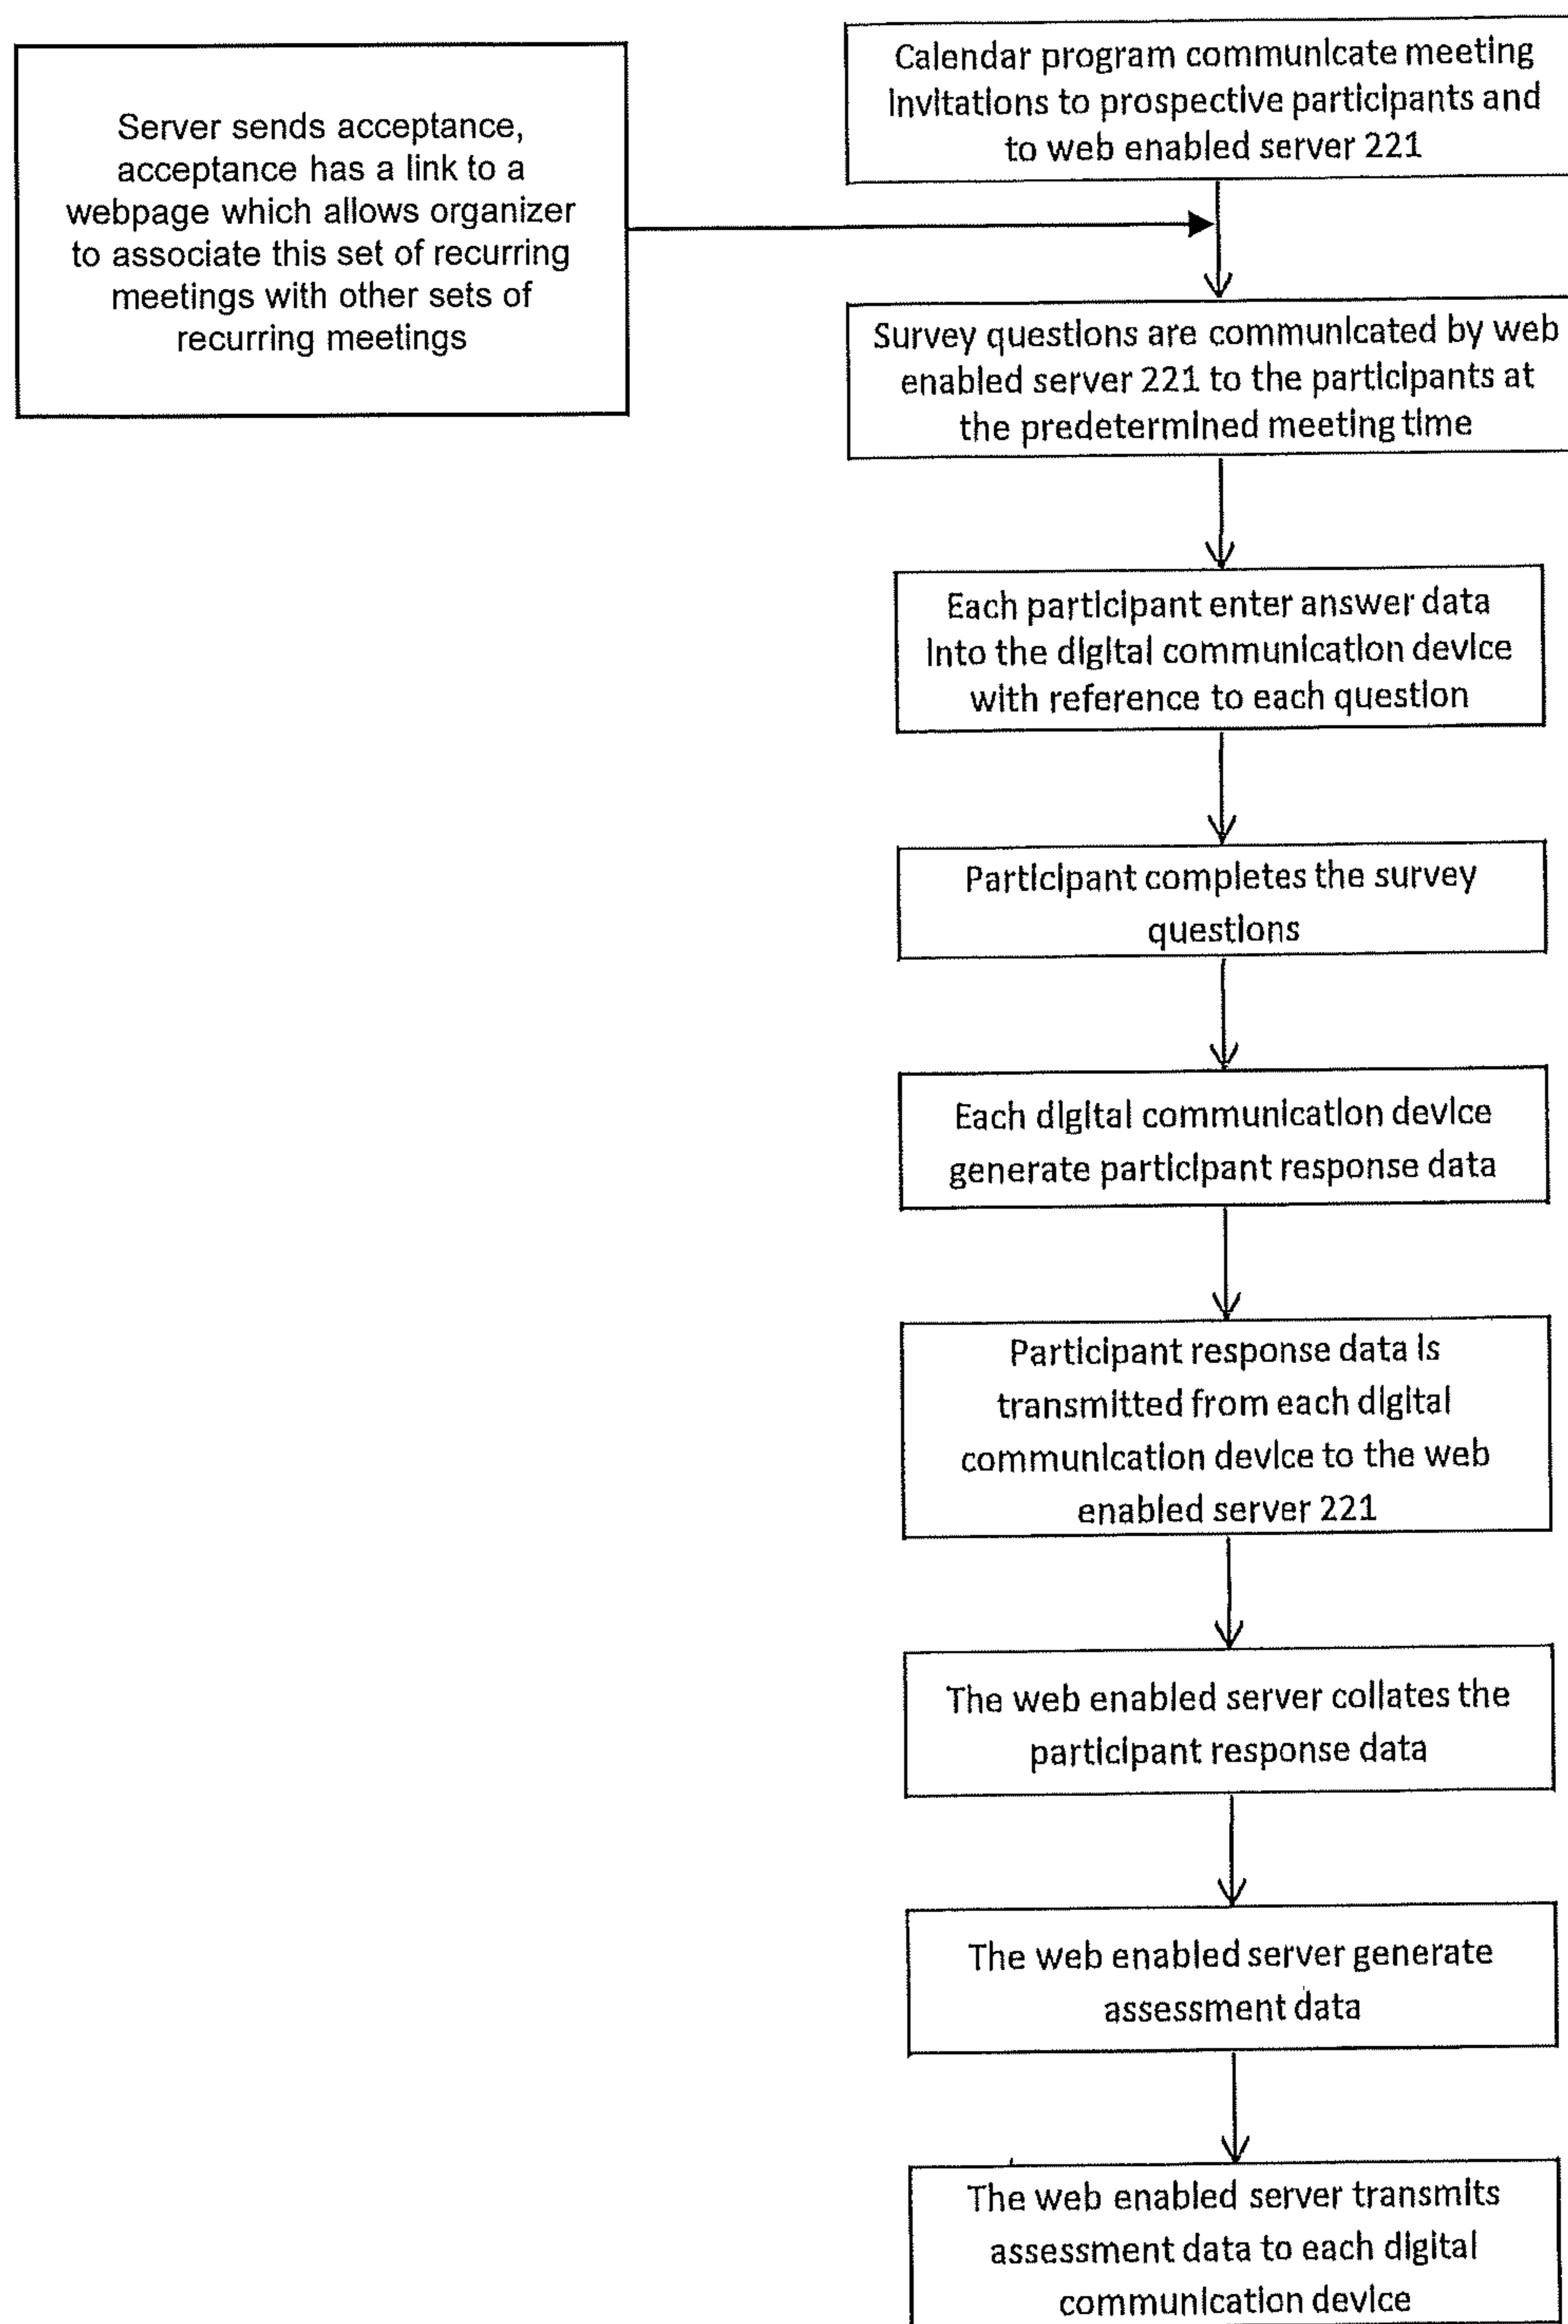 Server sends acceptance,
acceptance has a link to a
webpage which allows organizer
to associate this set of recurring
meetings with other sets of
recurring meetings
Calendar program communicate meeting
invitations to prospective participants and
to web enabled server 221
Survey questions are communicated by web
enabled server 221 to the participants at
the predetermined meeting time
Each participant enter answer data
into the digital communication device
with reference to each question
Participant completes the survey
questions
Each digital communication device
generate participant response data
Participant response data is
transmitted from each digital
communication device to the web
enabled server 221
The web enabled server collates the
participant response data
The web enabled server generate
assessment data
The web enabled server transmits
assessment data to each digital
communication device